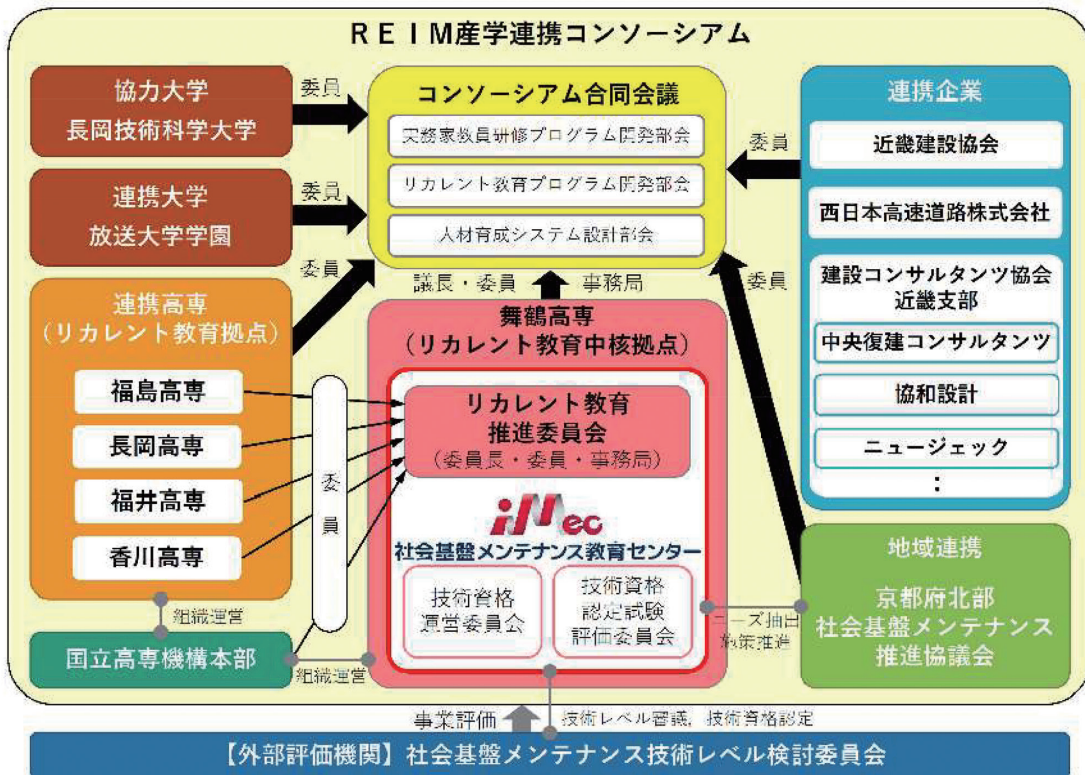 REIM産学連携コンソーシアム
協力大学
長岡技術科学大学
委員
連携大学
放送大学学園
委員
委員
連携高専
(リカレント教育拠点)
福島高専
長岡高専
福井高専
香川高専
委員
組織運営
国立高専機構本部
組織運営
コンソーシアム合同会議
実務家教員研修プログラム開発部会
リカレント教育プログラム開発部会
人材育成システム設計部会
議長・委員
事務局
舞鶴高専
(リカレント教育中核拠点)
リカレント教育
推進委員会
(委員長・委員・事務局)
iMec
社会基盤メンテナンス教育センター
技術資格
運営委員会
技術資格
認定試験
評価委員会
委員
委員
連携企業
近畿建設協会
西日本高速道路株式会社
建設コンサルタンツ協会
近畿支部
中央復建コンサルタンツ
協和設計
ニュージェック
:
ニーズ抽出
施策推進
地域連携
京都府北部
社会基盤メンテナンス
推進協議会
事業評価
技術レベル審議, 技術資格認定
【外部評価機関】社会基盤メンテナンス技術レベル検討委員会